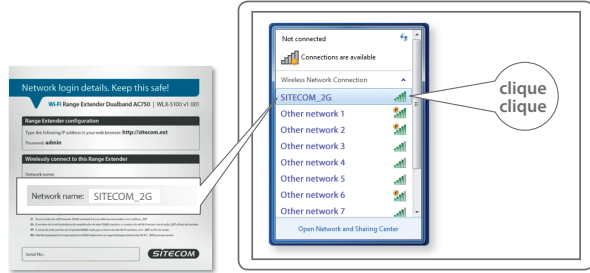 Network login details. Keep this safe!
Wi-Fi Range Extender Dualband AC750 | WLX-5100 v1 001
Range Extender configuration
Type the following IP address in your web browser: http://sitecom.ext
Password: admin
Wirelessly connect to this Range Extender
Network name:
Network name: SITECOM_2G
Serial No.:
SITECOM
Not connected
Connections are available
Wireless Network Connection
SITECOM_2G
Other network 1
Other network 2
Other network 3
Other network 4
Other network 5
Other network 6
Other network 7
Open Network and Sharing Center
clique
clique